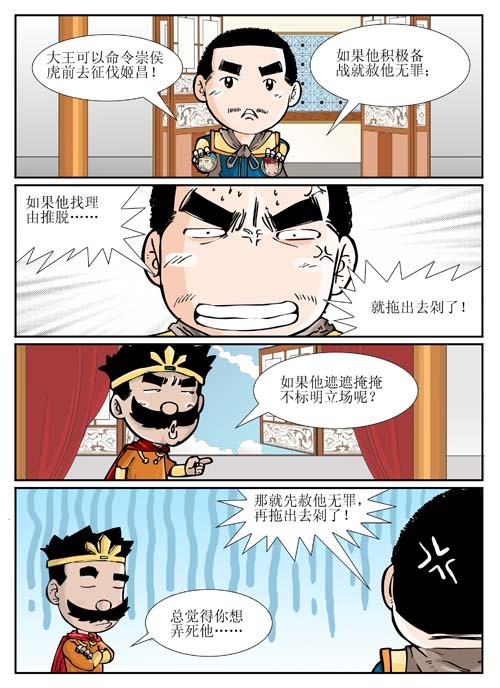 大王可以命令崇侯
虎前去征伐姬昌！
如果他积极备
战就赦他无罪；
如果他找理
由推脱……
就拖出去剁了！
如果他遮遮掩掩
不标明立场呢？
那就先赦他无罪，
再拖出去剁了！
总觉得你想
弄死他……